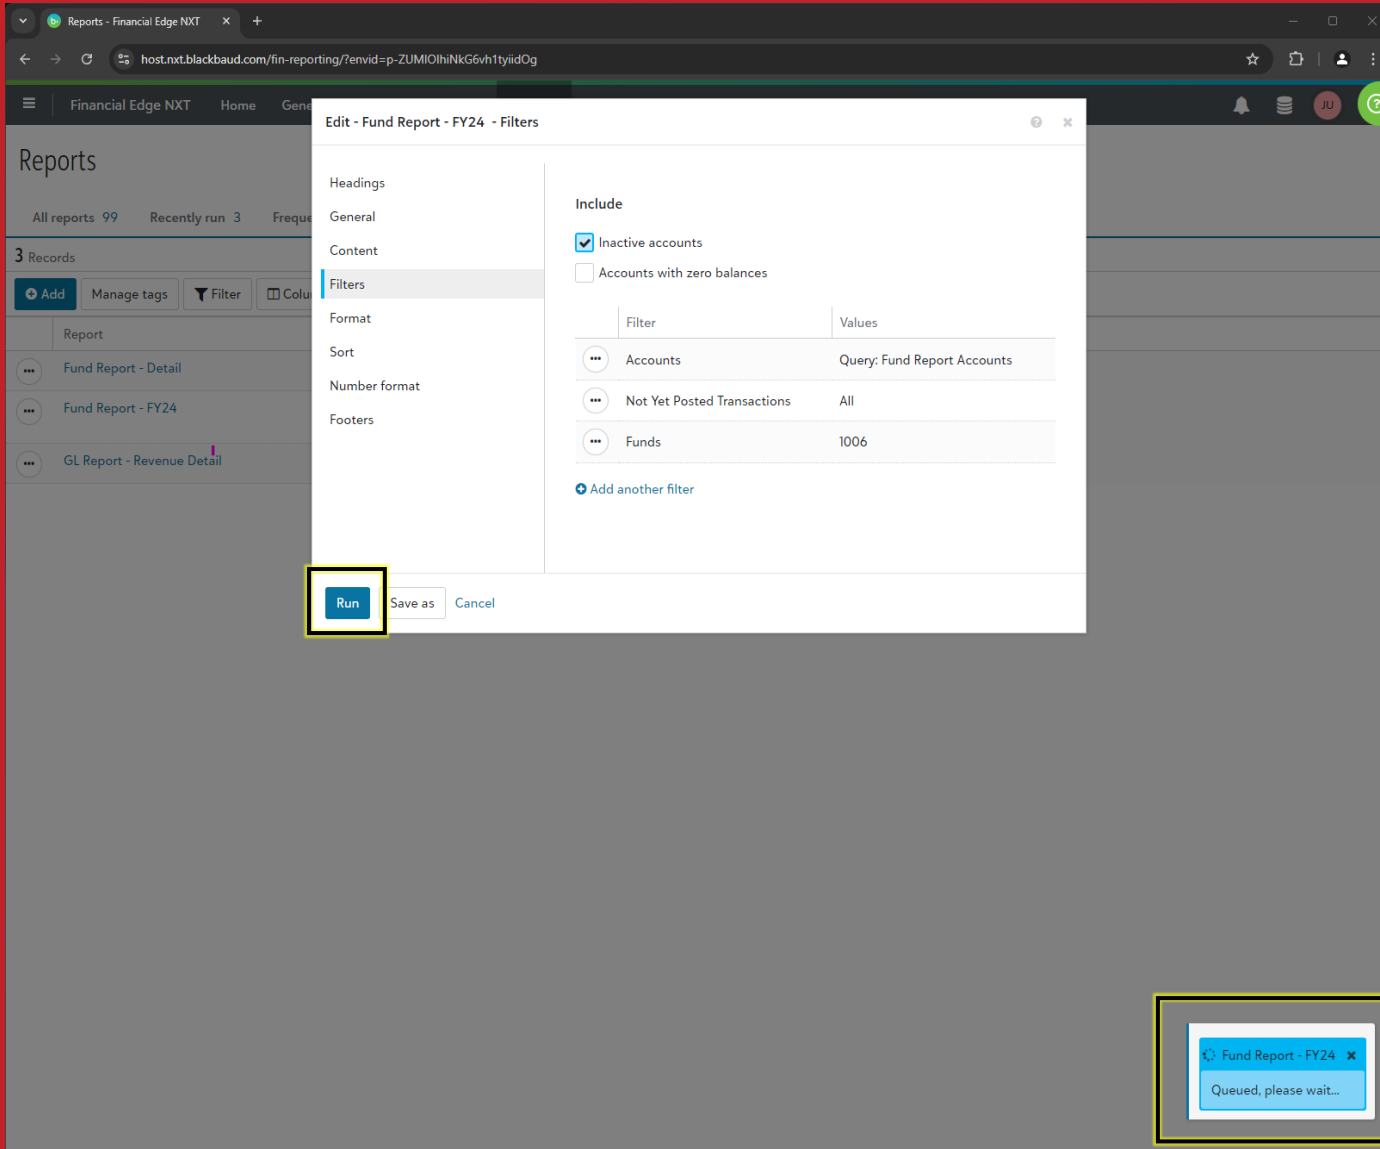 Reports - Financial Edge NXT
host.nxt.blackbaud.com/fin-reporting/?envid=p-ZUMIOIhiNkG6vh1tyiidOg
Financial Edge NXT Home Gene JU
Edit - Fund Report - FY24 - Filters
Reports
All reports 99 Recently run 3 Freque
3 Records
Add Manage tags Filter Colu
Report
Fund Report - Detail
Fund Report - FY24
GL Report - Revenue Detail
Headings
General
Content
Filters
Format
Sort
Number format
Footers
Include
Inactive accounts
Accounts with zero balances
Filter Values
Accounts Query: Fund Report Accounts
Not Yet Posted Transactions All
Funds 1006
Add another filter
Run Save as Cancel
Fund Report - FY24
Queued, please wait...